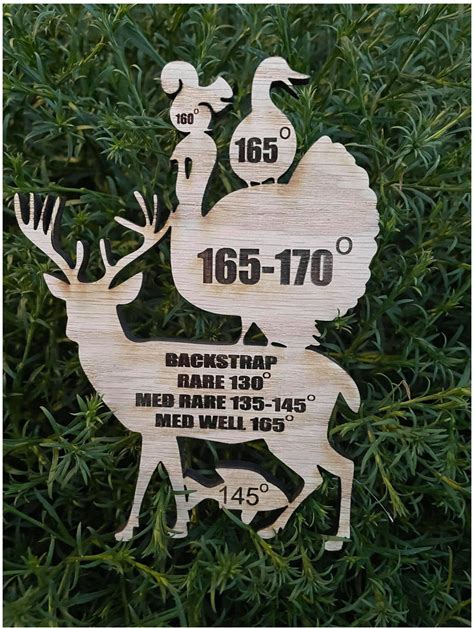 160°
165°
165-170°
BACKSTRAP
RARE 130°
MED RARE 135-145°
MED WELL 165°
145°